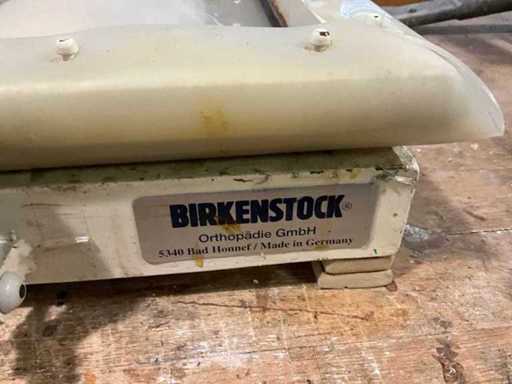 BIRKENSTOCK®
Orthopädie GmbH
5340 Bad Honnef / Made in Germany